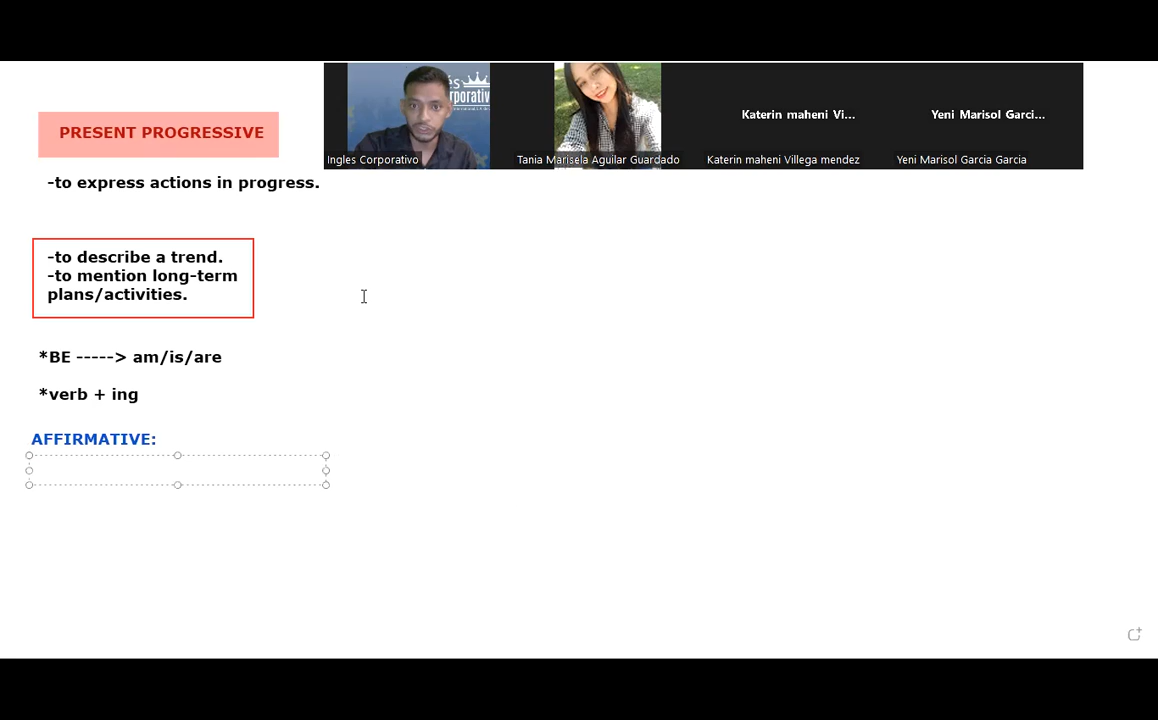 PRESENT PROGRESSIVE
-to express actions in progress.
-to describe a trend.
-to mention long-term
plans/activities.
*BE -----> am/is/are
*verb + ing
AFFIRMATIVE:
és
rporativ
Ingles Corporativo
Tania Marisela Aguilar Guardado
Katerin maheni Vi...
Katerin maheni Villega mendez
Yeni Marisol Garci...
Yeni Marisol Garcia Garcia